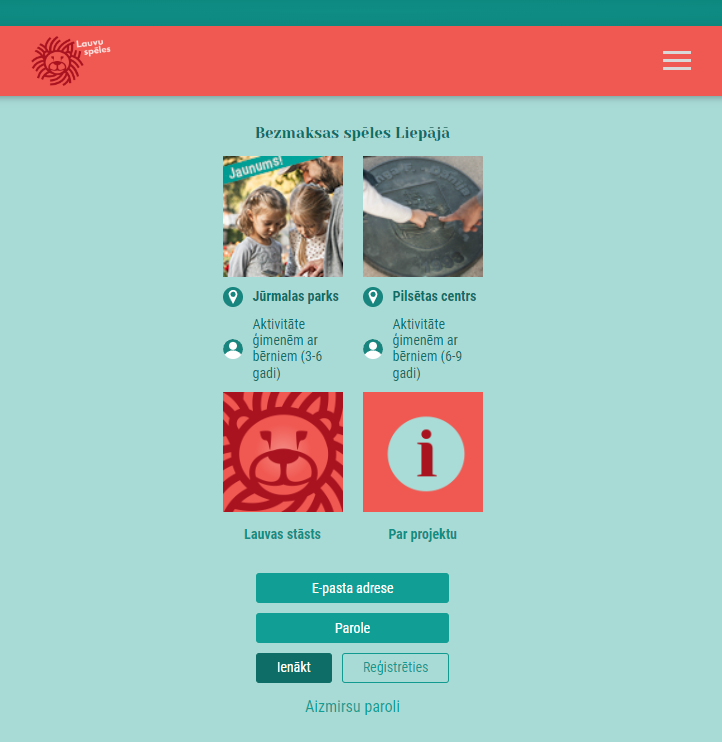 Lauvu
spēles
Bezmaksas spēles Liepājā
Jaunums!
Jūrmalas parks
Aktivitāte
ģimenēm ar
bērniem (3-6
gadi)
Pilsētas centrs
Aktivitāte
ģimenēm ar
bērniem (6-9
gadi)
i
Lauvas stāsts
Par projektu
E-pasta adrese
Parole
Ienākt
Reģistrēties
Aizmirsu paroli